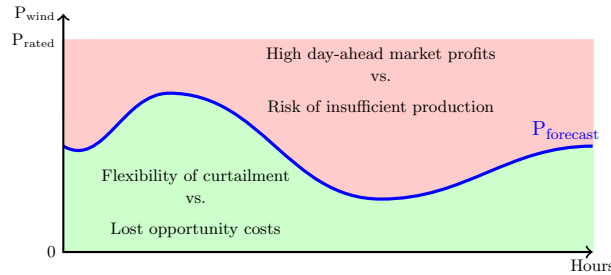 P_wind
P_rated
High day-ahead market profits
vs.
Risk of insufficient production
P_forecast
Flexibility of curtailment
vs.
Lost opportunity costs
0
Hours